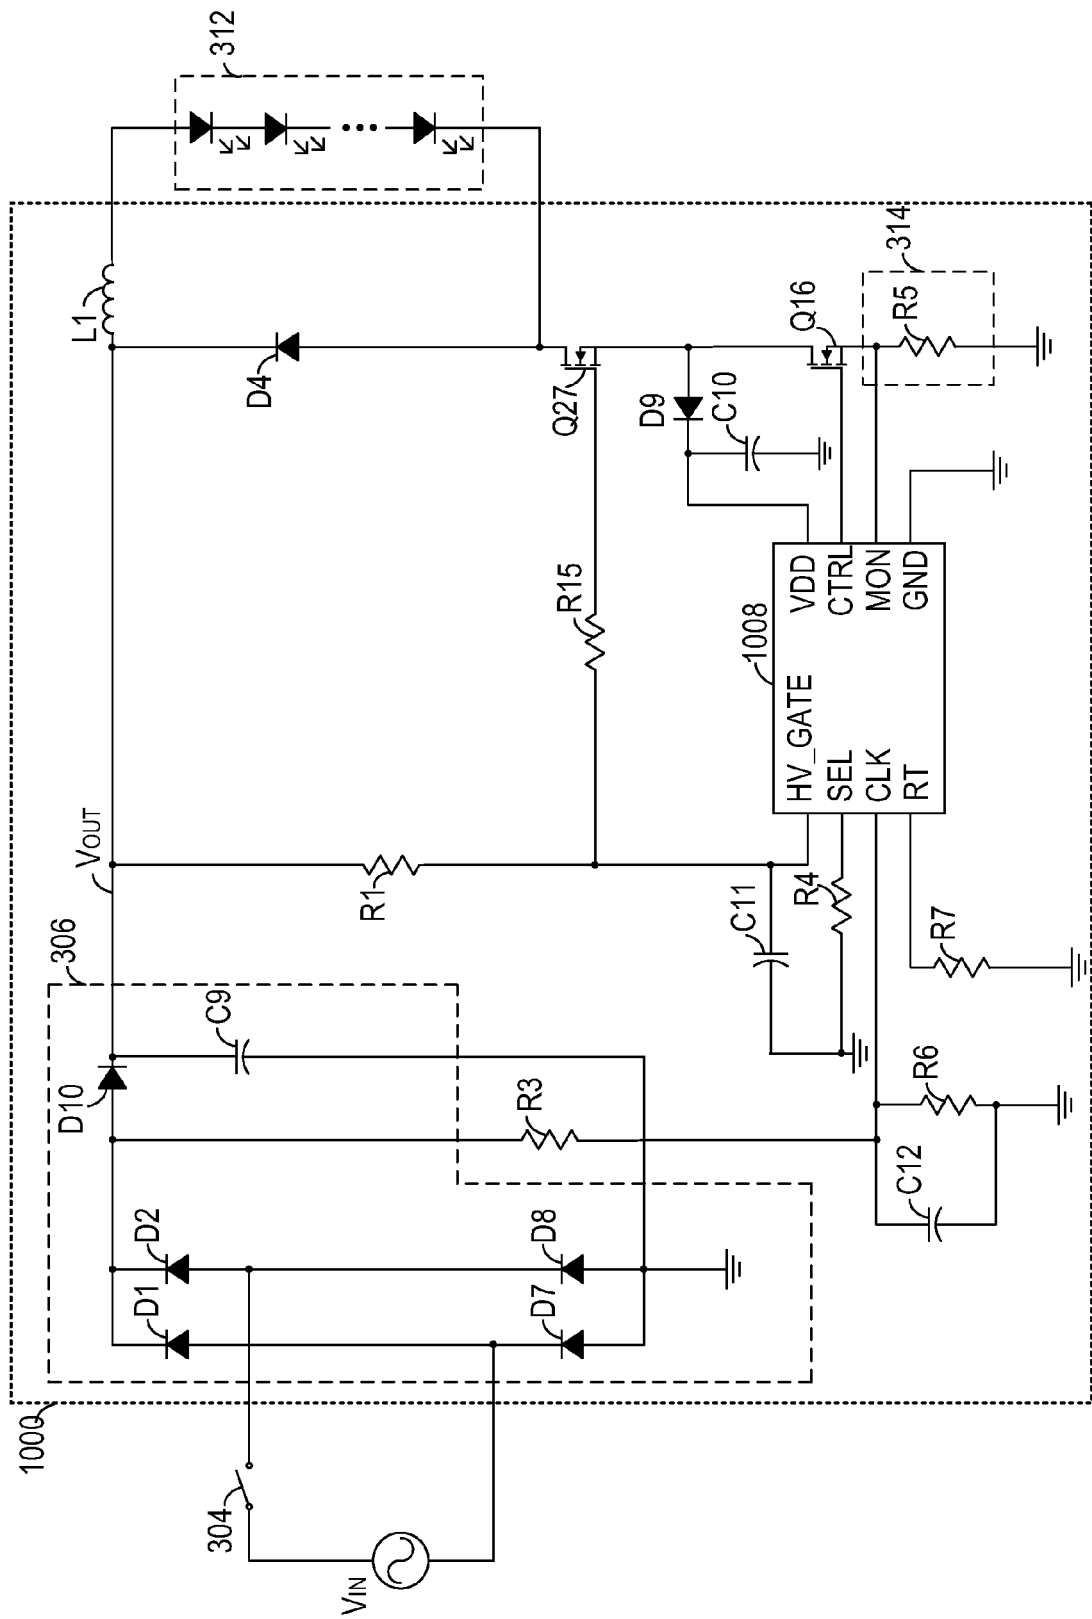 1000
304
VIN
306
D1
D2
D7
D8
D10
C9
R3
VOUT
R1
R15
L1
D4
312
Q27
D9
C10
Q16
314
R5
1008
HV_GATE
SEL
CLK
RT
VDD
CTRL
MON
GND
C11
R4
R7
R6
C12